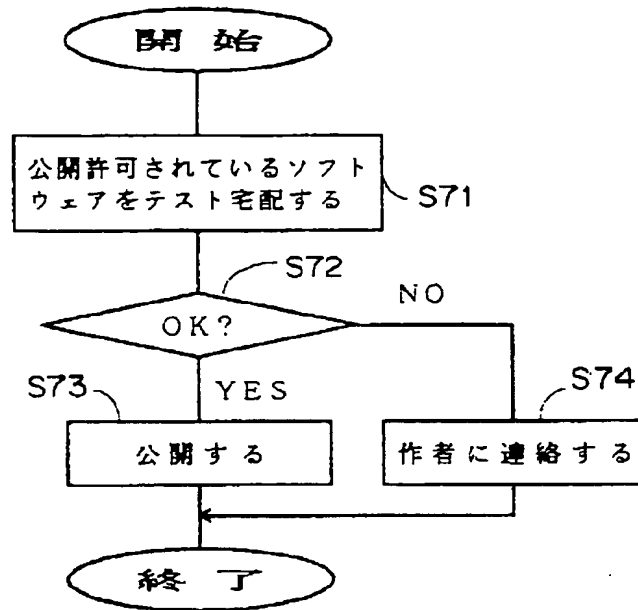 開始
公開許可されているソフト
ウェアをテスト宅配する
S71
S72
OK?
NO
YES
S73
S74
公開する
作者に連絡する
終了